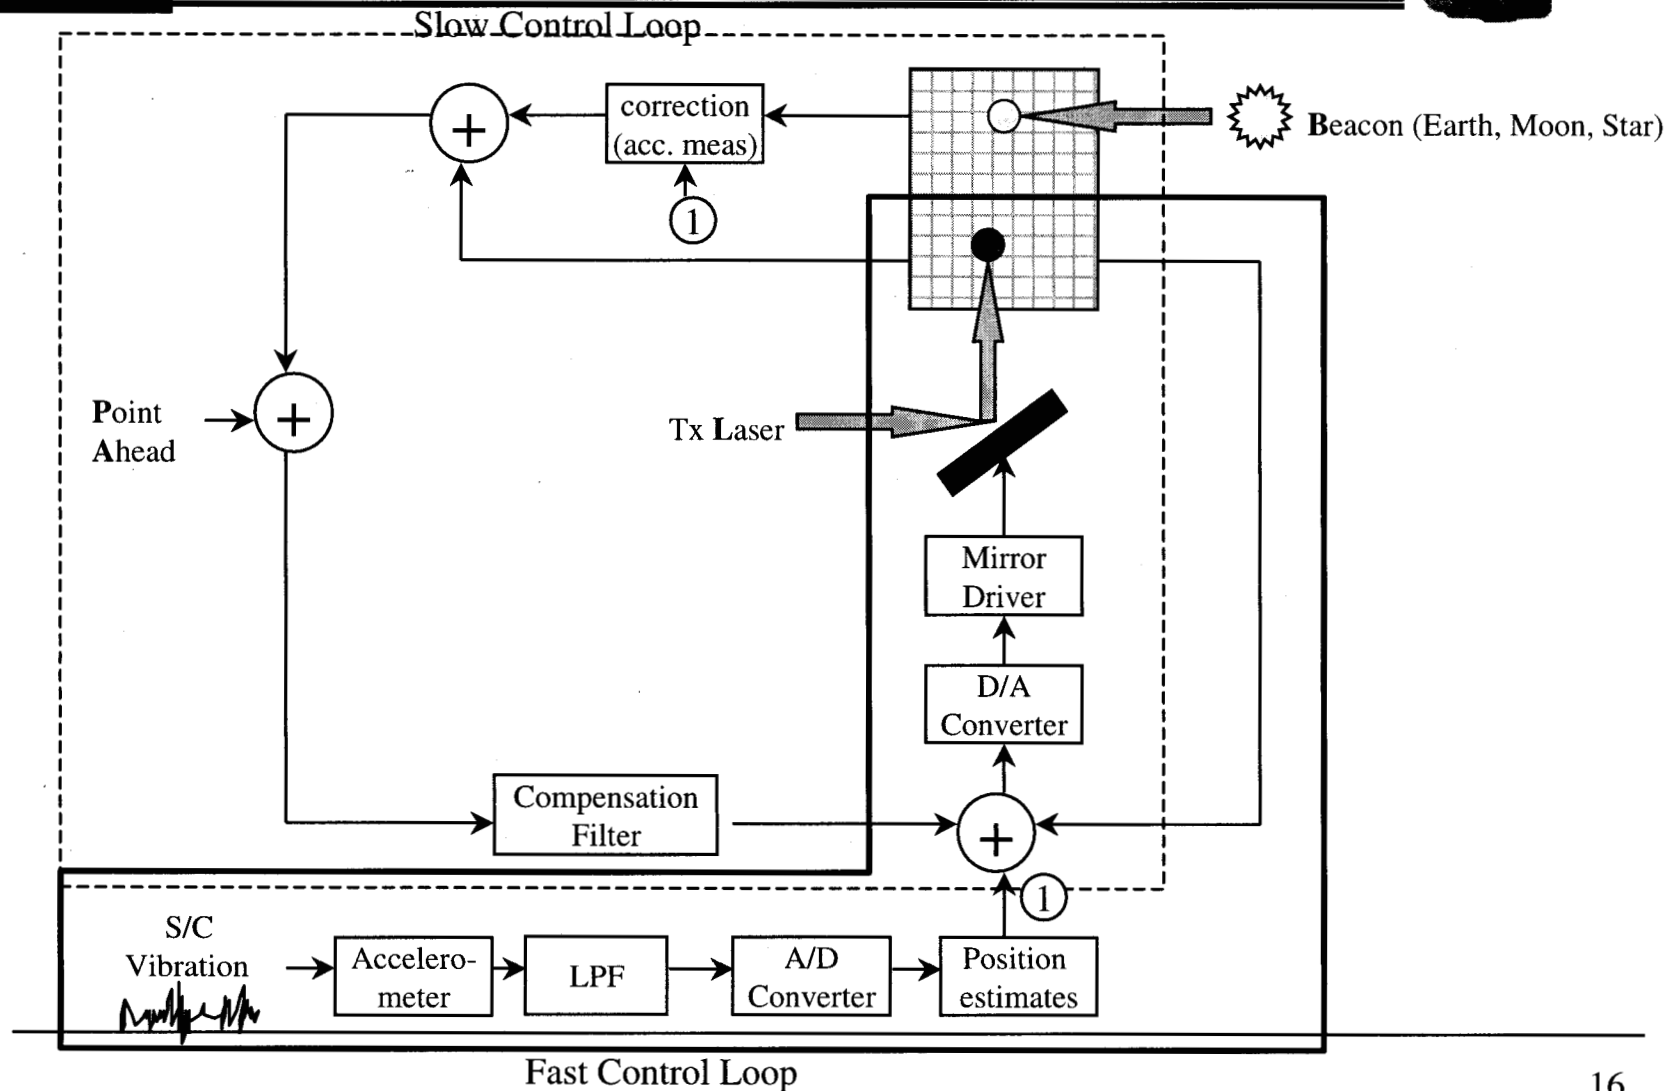 Slow Control Loop
correction
(acc. meas)
+
Beacon (Earth, Moon, Star)
1
Point
Ahead
+
Tx Laser
Mirror
Driver
D/A
Converter
Compensation
Filter
+
1
S/C
Vibration
Accelero-
meter
LPF
A/D
Converter
Position
estimates
Fast Control Loop
16